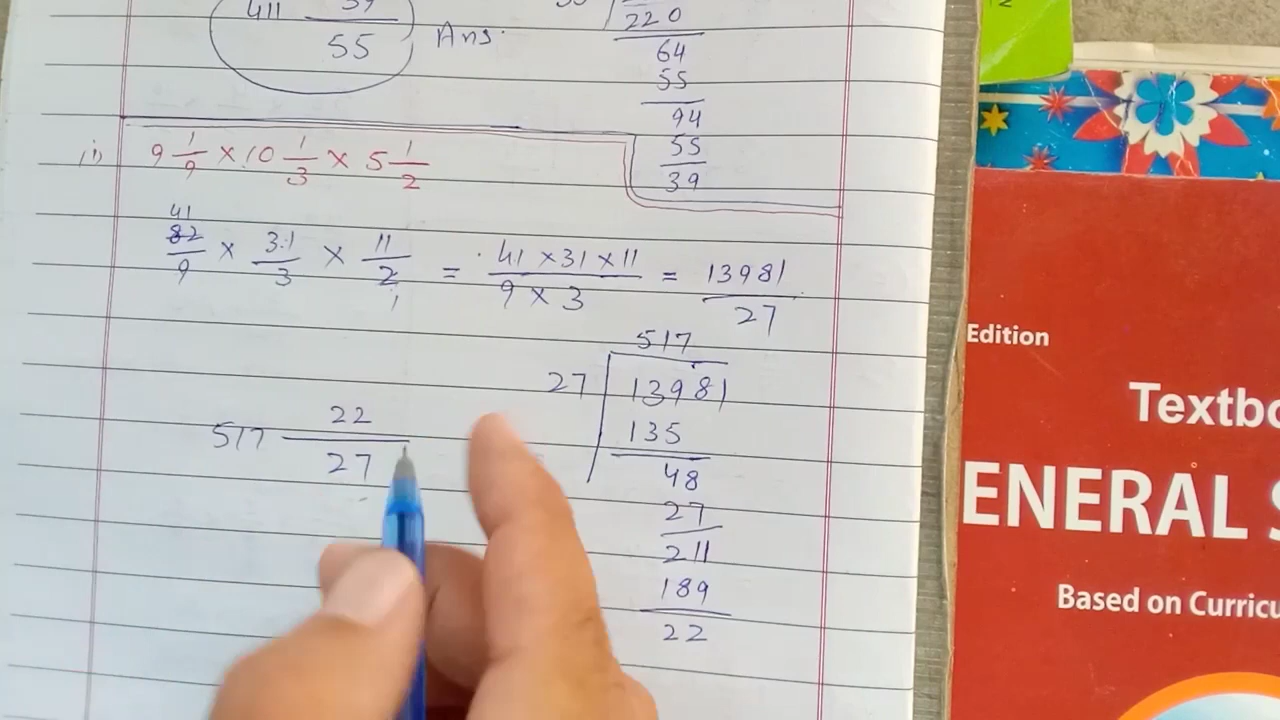 411 39
55 Ans.
220
64
55
94
55
39
(i) 9 1/9 × 10 1/3 × 5 1/2
41
82/9 × 31/3 × 11/2 = 41 × 31 × 11 / 9 × 3 = 13981 / 27
1
517
27 13981
135
48
27
211
189
22
517 22/27
Edition
Textbo
ENERAL S
Based on Curricu